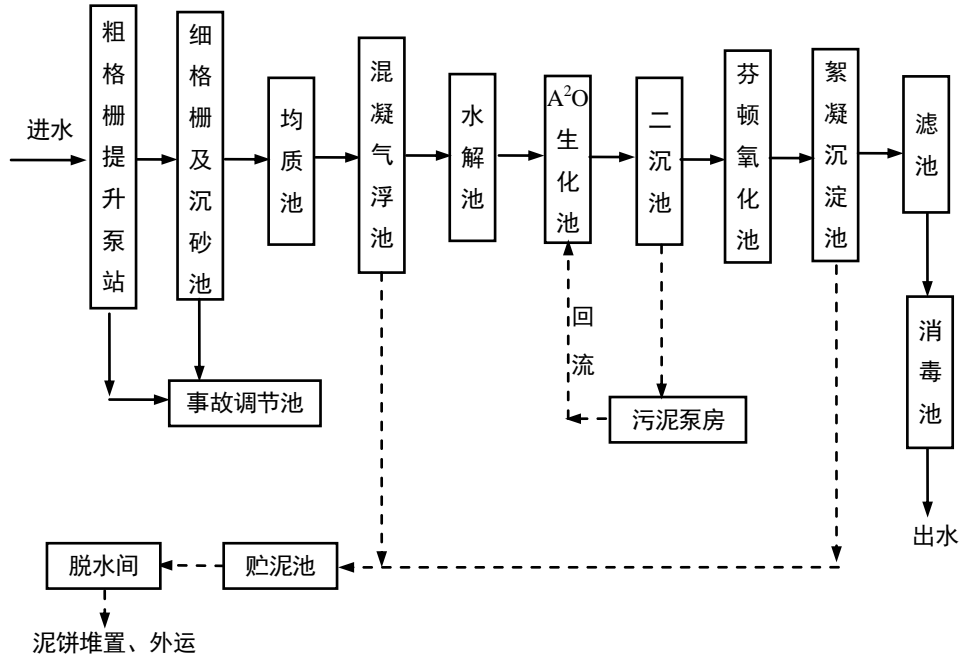 进水
粗格栅提升泵站
细格栅及沉砂池
均质池
混凝气浮池
水解池
A²O生化池
二沉池
芬顿氧化池
絮凝沉淀池
滤池
回流
消毒池
事故调节池
污泥泵房
出水
脱水间
贮泥池
泥饼堆置、外运